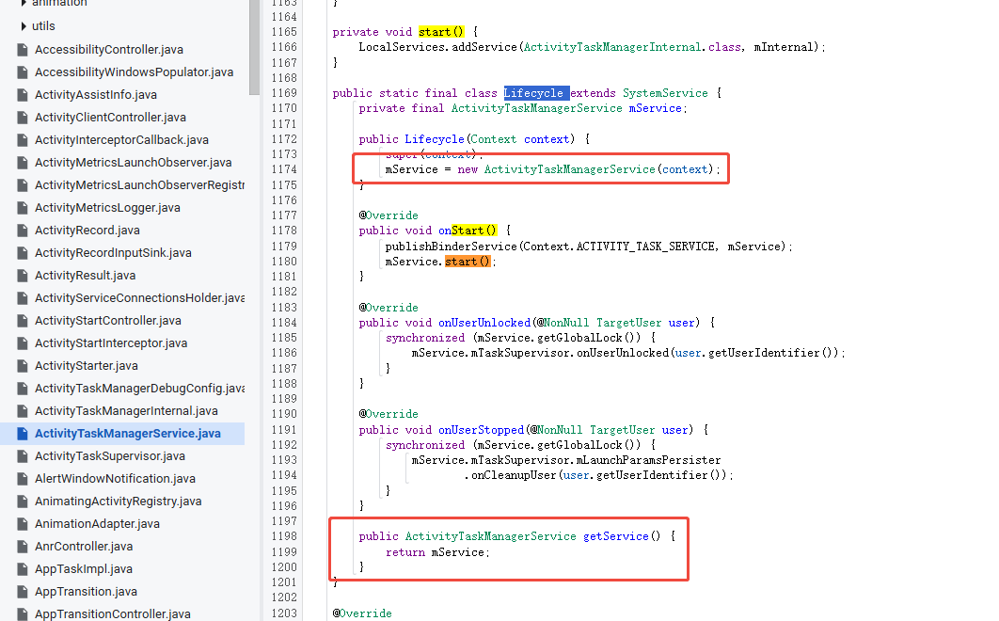 animation
utils
AccessibilityController.java
AccessibilityWindowsPopulator.java
ActivityAssistInfo.java
ActivityClientController.java
ActivityInterceptorCallback.java
ActivityMetricsLaunchObserver.java
ActivityMetricsLaunchObserverRegistr
ActivityMetricsLogger.java
ActivityRecord.java
ActivityRecordInputSink.java
ActivityResult.java
ActivityServiceConnectionsHolder.java
ActivityStartController.java
ActivityStartInterceptor.java
ActivityStarter.java
ActivityTaskManagerDebugConfig.java
ActivityTaskManagerInternal.java
ActivityTaskManagerService.java
ActivityTaskSupervisor.java
AlertWindowNotification.java
AnimatingActivityRegistry.java
AnimationAdapter.java
AnrController.java
AppTaskImpl.java
AppTransition.java
AppTransitionController.java
1163 }
1164
1165 private void start() {
1166 LocalServices.addService(ActivityTaskManagerInternal.class, mInternal);
1167 }
1168
1169 public static final class Lifecycle extends SystemService {
1170 private final ActivityTaskManagerService mService;
1171
1172 public Lifecycle(Context context) {
1173 super(context);
1174 mService = new ActivityTaskManagerService(context);
1175 }
1176
1177 @Override
1178 public void onStart() {
1179 publishBinderService(Context.ACTIVITY_TASK_SERVICE, mService);
1180 mService.start();
1181 }
1182
1183 @Override
1184 public void onUserUnlocked(@NonNull TargetUser user) {
1185 synchronized (mService.getGlobalLock()) {
1186 mService.mTaskSupervisor.onUserUnlocked(user.getUserIdentifier());
1187 }
1188 }
1189
1190 @Override
1191 public void onUserStopped(@NonNull TargetUser user) {
1192 synchronized (mService.getGlobalLock()) {
1193 mService.mTaskSupervisor.mLaunchParamsPersister
1194 .onCleanupUser(user.getUserIdentifier());
1195 }
1196 }
1197
1198 public ActivityTaskManagerService getService() {
1199 return mService;
1200 }
1201 }
1202
1203 @Override